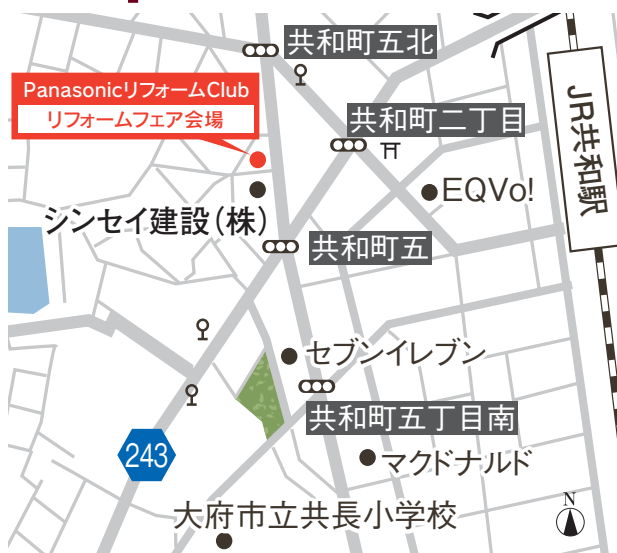 共和町五北
PanasonicリフォームClub
リフォームフェア会場
共和町二丁目
JR共和駅
EQVo!
シンセイ建設(株)
共和町五
セブンイレブン
共和町五丁目南
243
マクドナルド
大府市立共長小学校
N